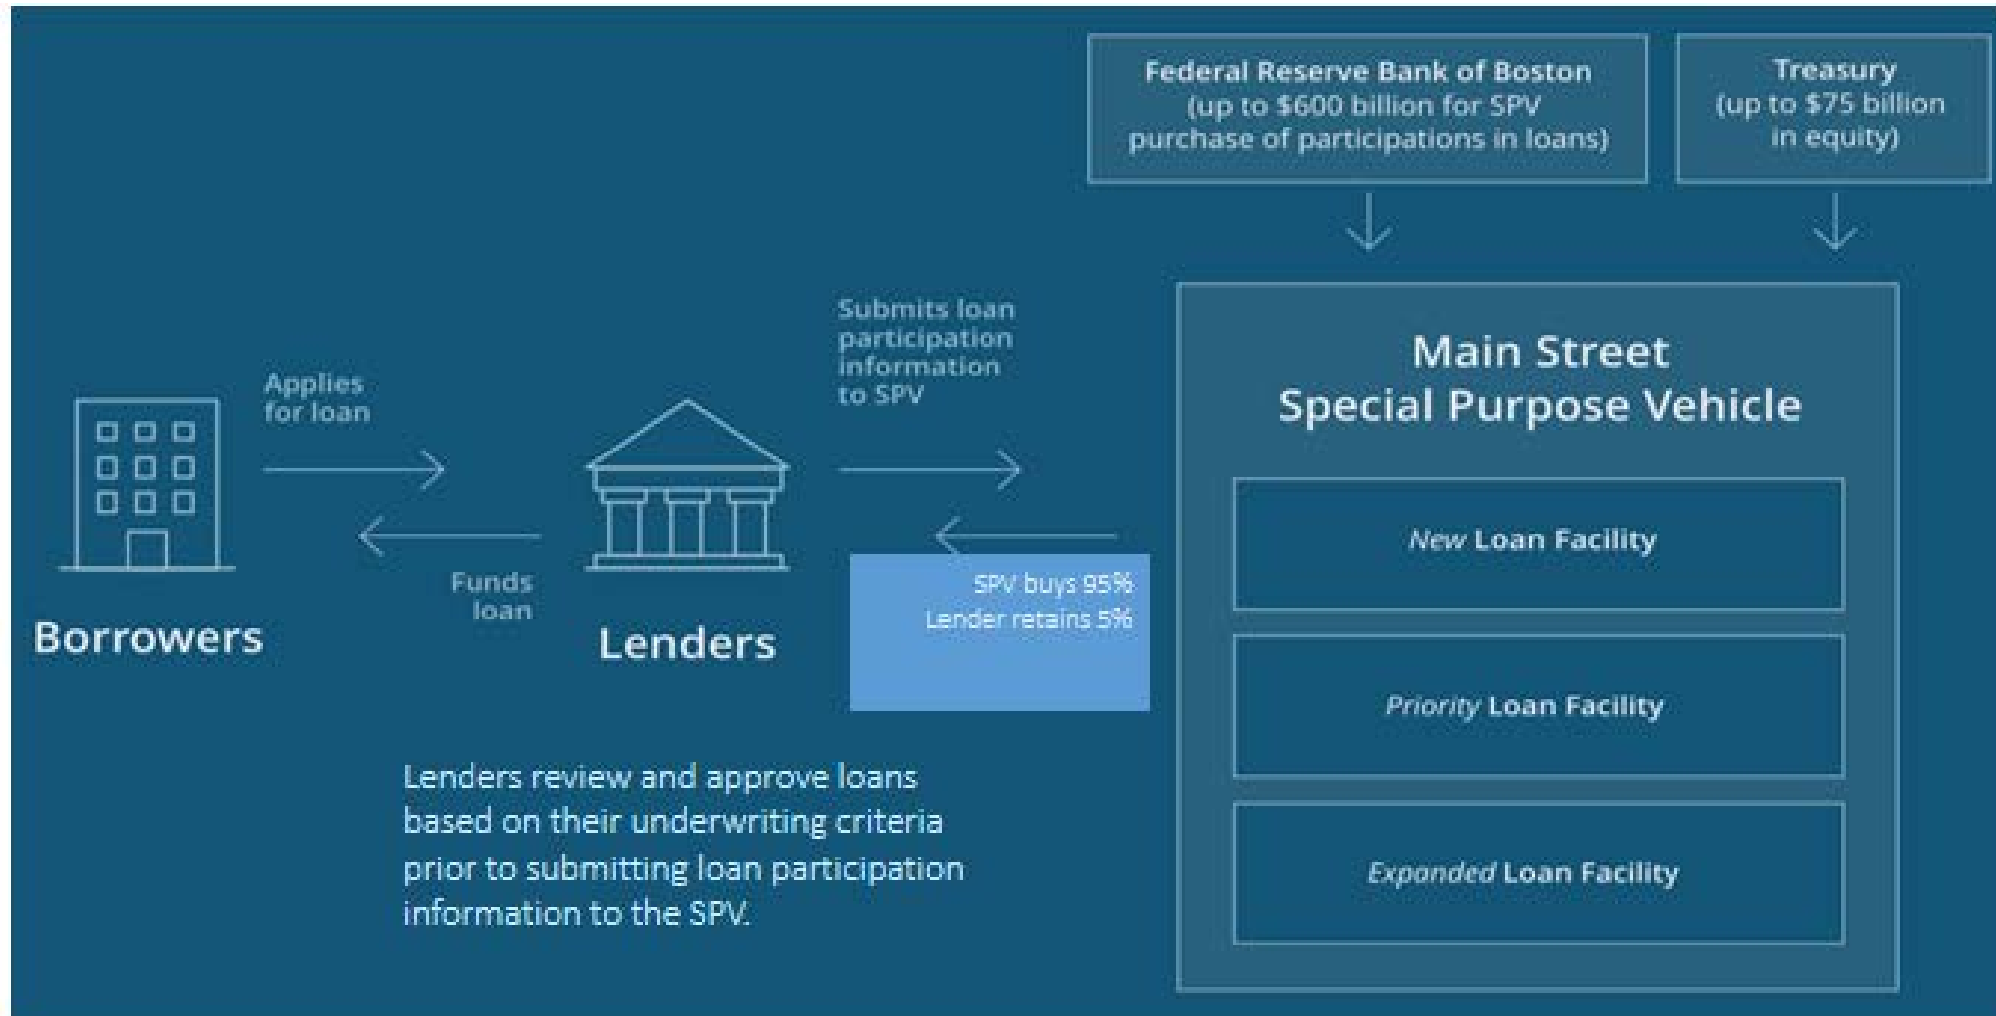 Federal Reserve Bank of Boston
(up to $600 billion for SPV
purchase of participations in loans)
Treasury
(up to $75 billion
in equity)
Applies
for loan
Funds
loan
Borrowers
Lenders
Submits loan
participation
information
to SPV
SPV buys 95%
Lender retains 5%
Lenders review and approve loans
based on their underwriting criteria
prior to submitting loan participation
information to the SPV.
Main Street
Special Purpose Vehicle
New Loan Facility
Priority Loan Facility
Expanded Loan Facility